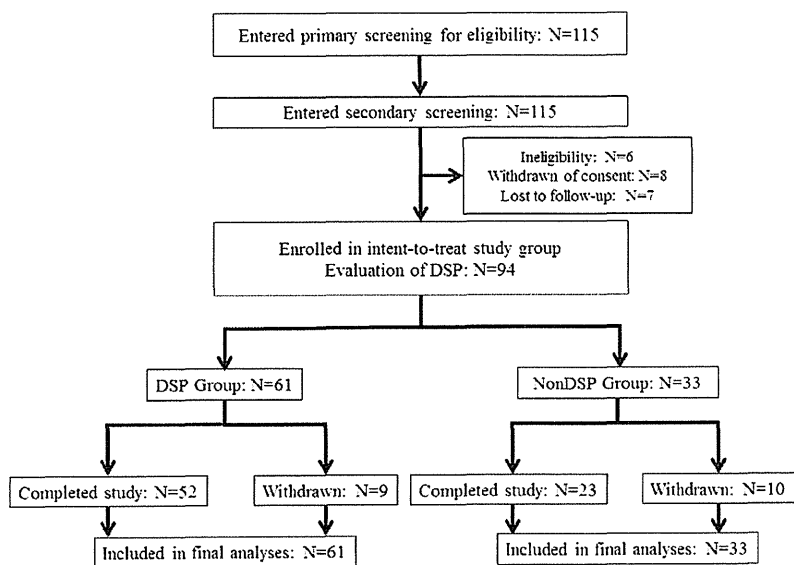 Entered primary screening for eligibility: N=115
Entered secondary screening: N=115
Ineligibility: N=6
Withdrawn of consent: N=8
Lost to follow-up: N=7
Enrolled in intent-to-treat study group
Evaluation of DSP: N=94
DSP Group: N=61
NonDSP Group: N=33
Completed study: N=52
Withdrawn: N=9
Completed study: N=23
Withdrawn: N=10
Included in final analyses: N=61
Included in final analyses: N=33